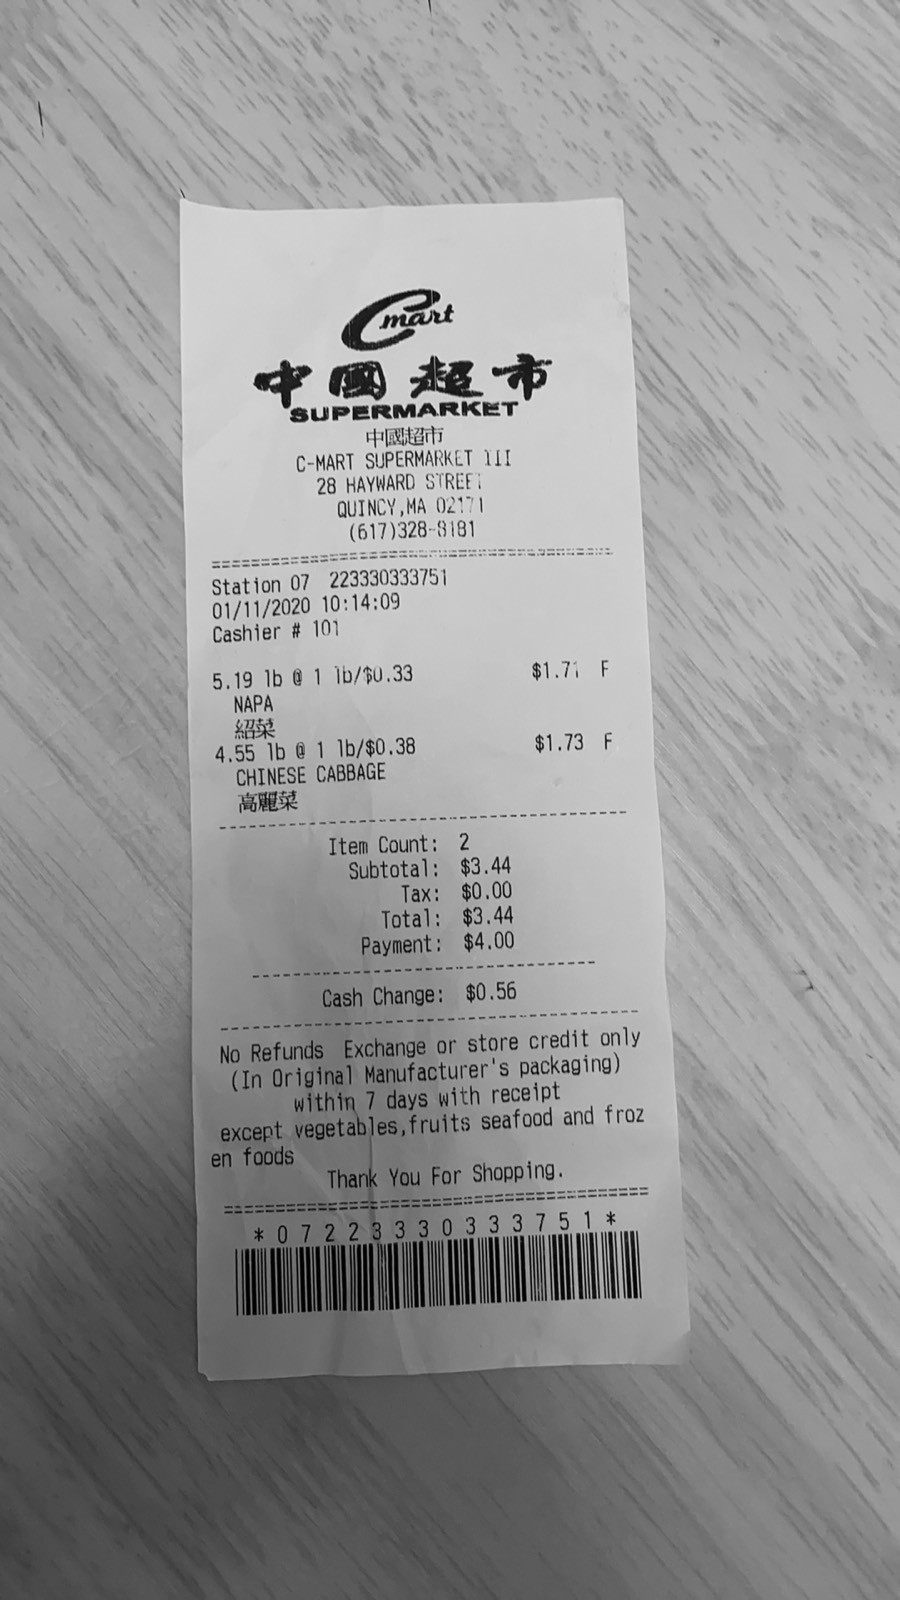 Cmart
中國超市
SUPERMARKET
中國超市
C-MART SUPERMARKET III
28 HAYWARD STREET
QUINCY,MA 02171
(617)328-8181
Station 07 223330333751
01/11/2020 10:14:09
Cashier # 101
5.19 lb @ 1 lb/$0.33 $1.71 F
NAPA
紹菜
4.55 lb @ 1 lb/$0.38 $1.73 F
CHINESE CABBAGE
高麗菜
Item Count: 2
Subtotal: $3.44
Tax: $0.00
Total: $3.44
Payment: $4.00
Cash Change: $0.56
No Refunds Exchange or store credit only
(In Original Manufacturer's packaging)
within 7 days with receipt
except vegetables,fruits seafood and froz
en foods
Thank You For Shopping.
*07223330333751*